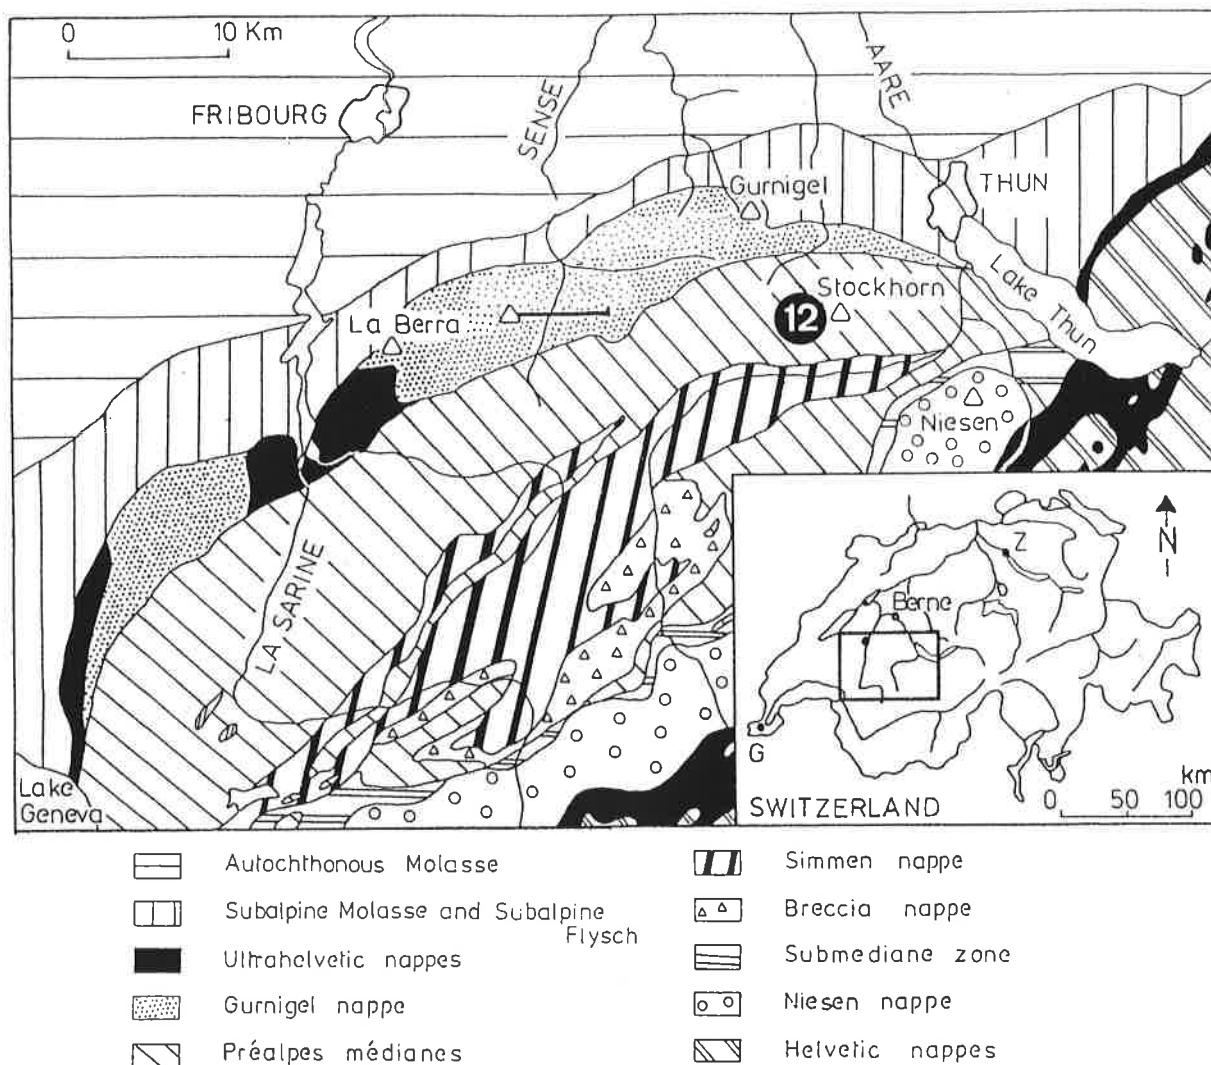 0 10 Km
FRIBOURG
SENSE
AARE
Gurnigel
THUN
Lake Thun
Stockhorn
12
La Berra
Niesen
LA SARINE
Lake
Geneva
N
Z
Berne
G
SWITZERLAND
km
0 50 100
Autochthonous Molasse
Subalpine Molasse and Subalpine
Flysch
Ultrahelvetic nappes
Gurnigel nappe
Préalpes médianes
Simmen nappe
Breccia nappe
Submediane zone
Niesen nappe
Helvetic nappes